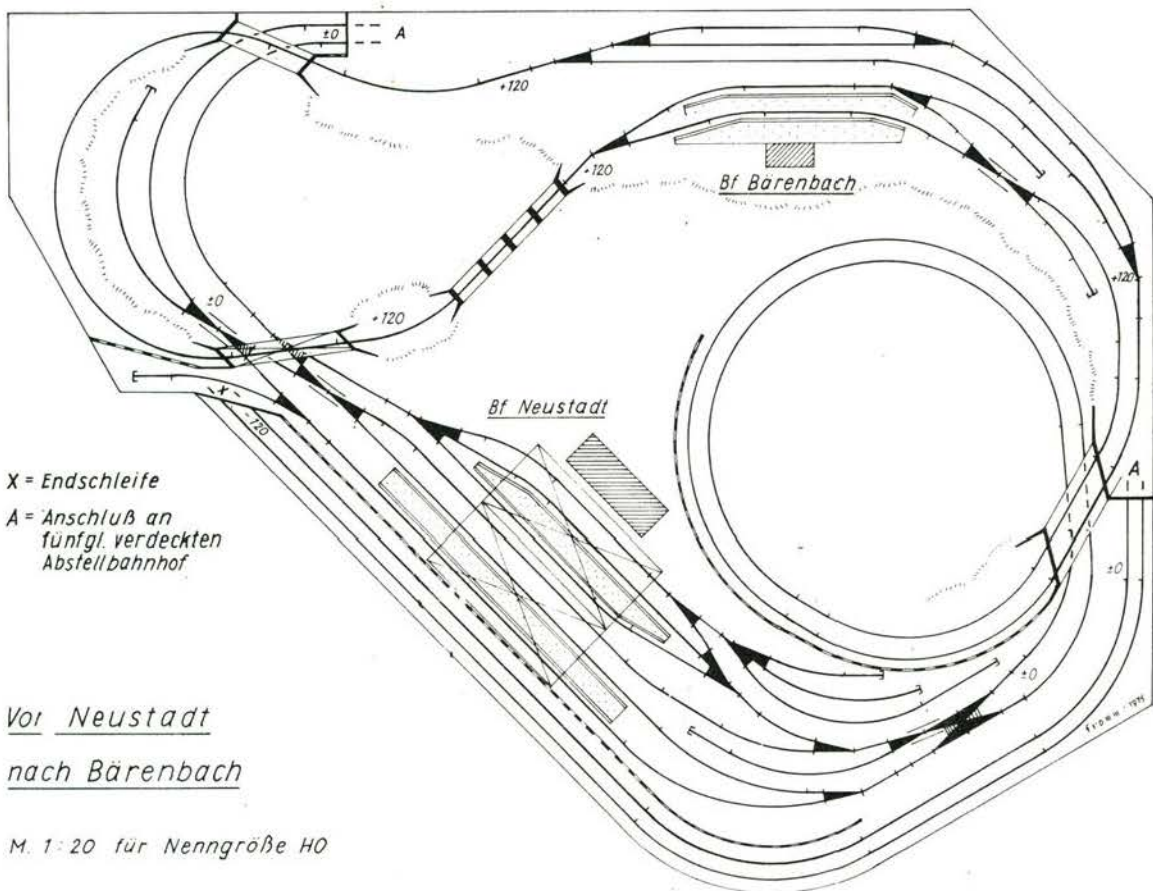 ±0
A
+120
+120
Bf Bärenbach
+120
±0
+120
Bf Neustadt
X
-120
A
±0
±0
X = Endschleife
A = Anschluß an
fünfgl. verdeckten
Abstellbahnhof
Vor Neustadt
nach Bärenbach
M. 1:20 für Nenngröße HO